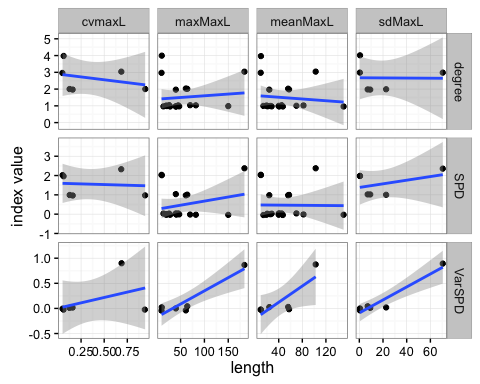 cvmaxL maxMaxL meanMaxL sdMaxL
5
4
3
2
1
0
degree
3
2
1
0
-1
SPD
1.0
0.5
0.0
-0.5
VarSPD
index value
0.25 0.50 0.75 50 100 150 40 80 120 0 20 40 60
length